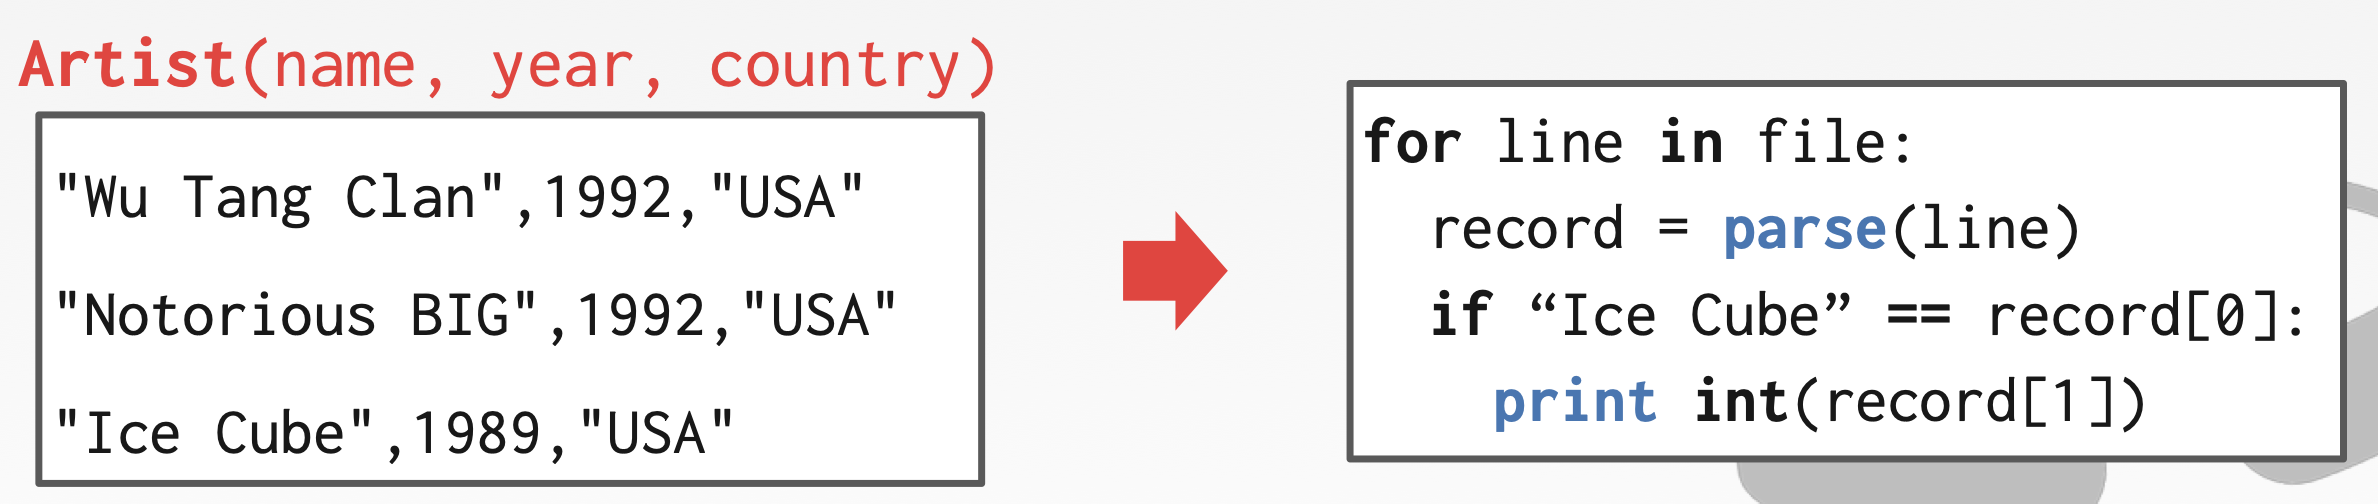 Artist(name, year, country)
"Wu Tang Clan",1992,"USA"
"Notorious BIG",1992,"USA"
"Ice Cube",1989,"USA"
for line in file:
record = parse(line)
if “Ice Cube” == record[0]:
print int(record[1])